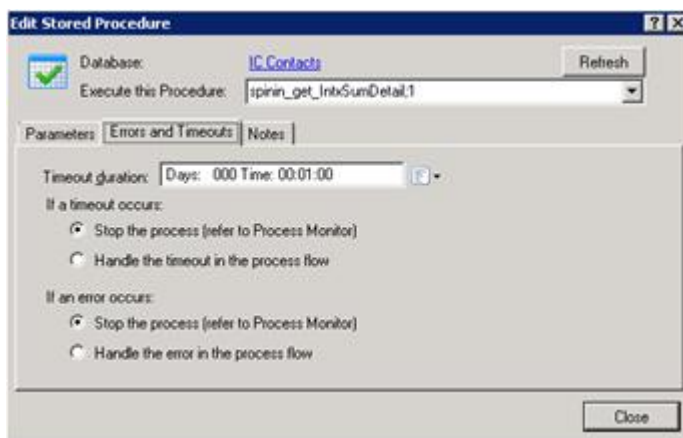 Edit Stored Procedure
Database: IC Contacts Refresh
Execute this Procedure: spinin_get_IntxSumDetail;1
Parameters Errors and Timeouts Notes
Timeout duration: Days: 000 Time: 00:01:00
If a timeout occurs:
Stop the process (refer to Process Monitor)
Handle the timeout in the process flow
If an error occurs:
Stop the process (refer to Process Monitor)
Handle the error in the process flow
Close